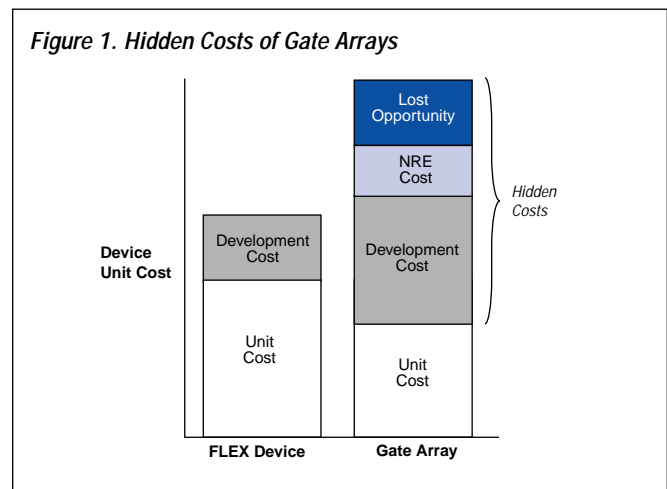 Figure 1. Hidden Costs of Gate Arrays
Lost
Opportunity
NRE
Cost
Hidden
Costs
Development
Cost
Development
Cost
Device
Unit Cost
Unit
Cost
Unit
Cost
FLEX Device
Gate Array